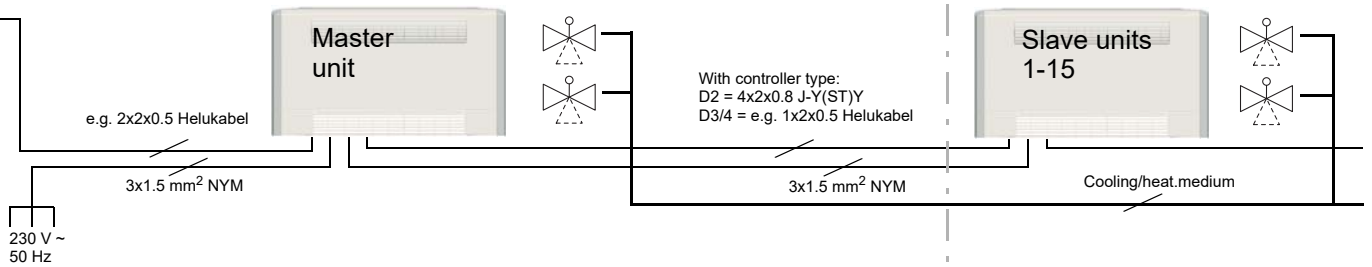 Master
unit
Slave units
1-15
With controller type:
D2 = 4x2x0.8 J-Y(ST)Y
D3/4 = e.g. 1x2x0.5 Helukabel
e.g. 2x2x0.5 Helukabel
3x1.5 mm² NYM
3x1.5 mm² NYM
Cooling/heat.medium
230 V ~
50 Hz